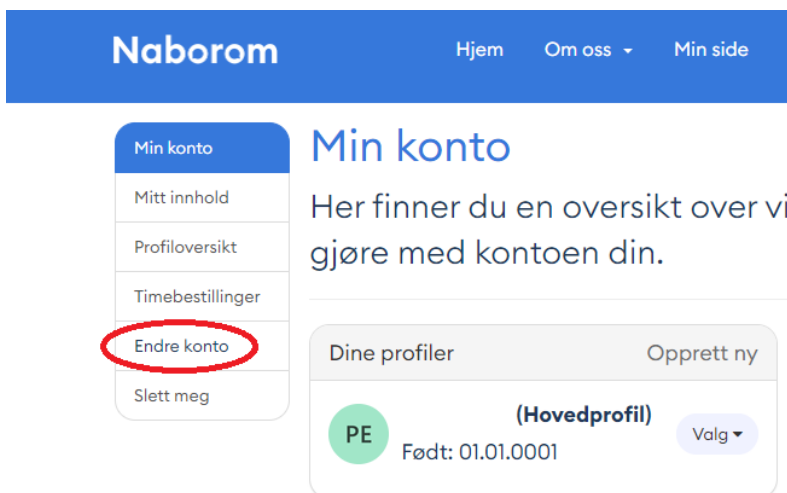 Naborom
Hjem Om oss Min side
Min konto
Mitt innhold
Profiloversikt
Timebestillinger
Endre konto
Slett meg
Min konto
Her finner du en oversikt over vi
gjøre med kontoen din.
Dine profiler Opprett ny
PE
(Hovedprofil)
Født: 01.01.0001
Valg